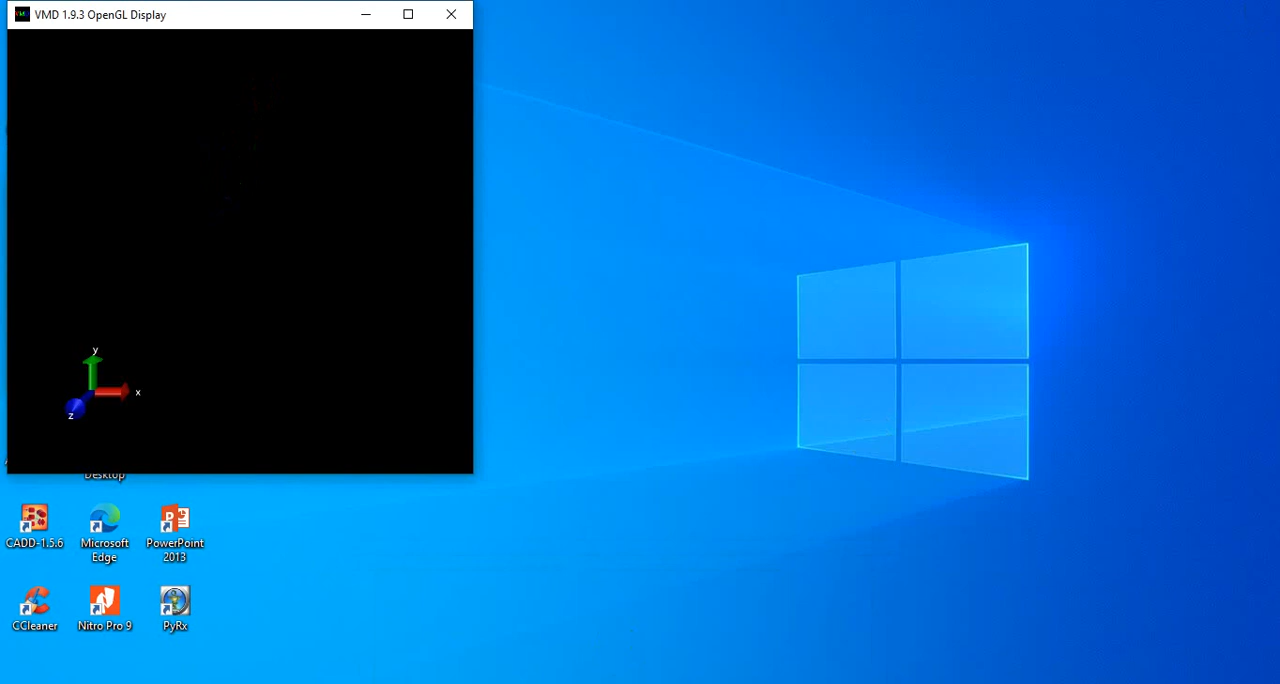 VMD 1.9.3 OpenGL Display
y
x
z
Desktop
CADD-1.5.6
Microsoft
Edge
PowerPoint
2013
CCleaner
Nitro Pro 9
PyRx